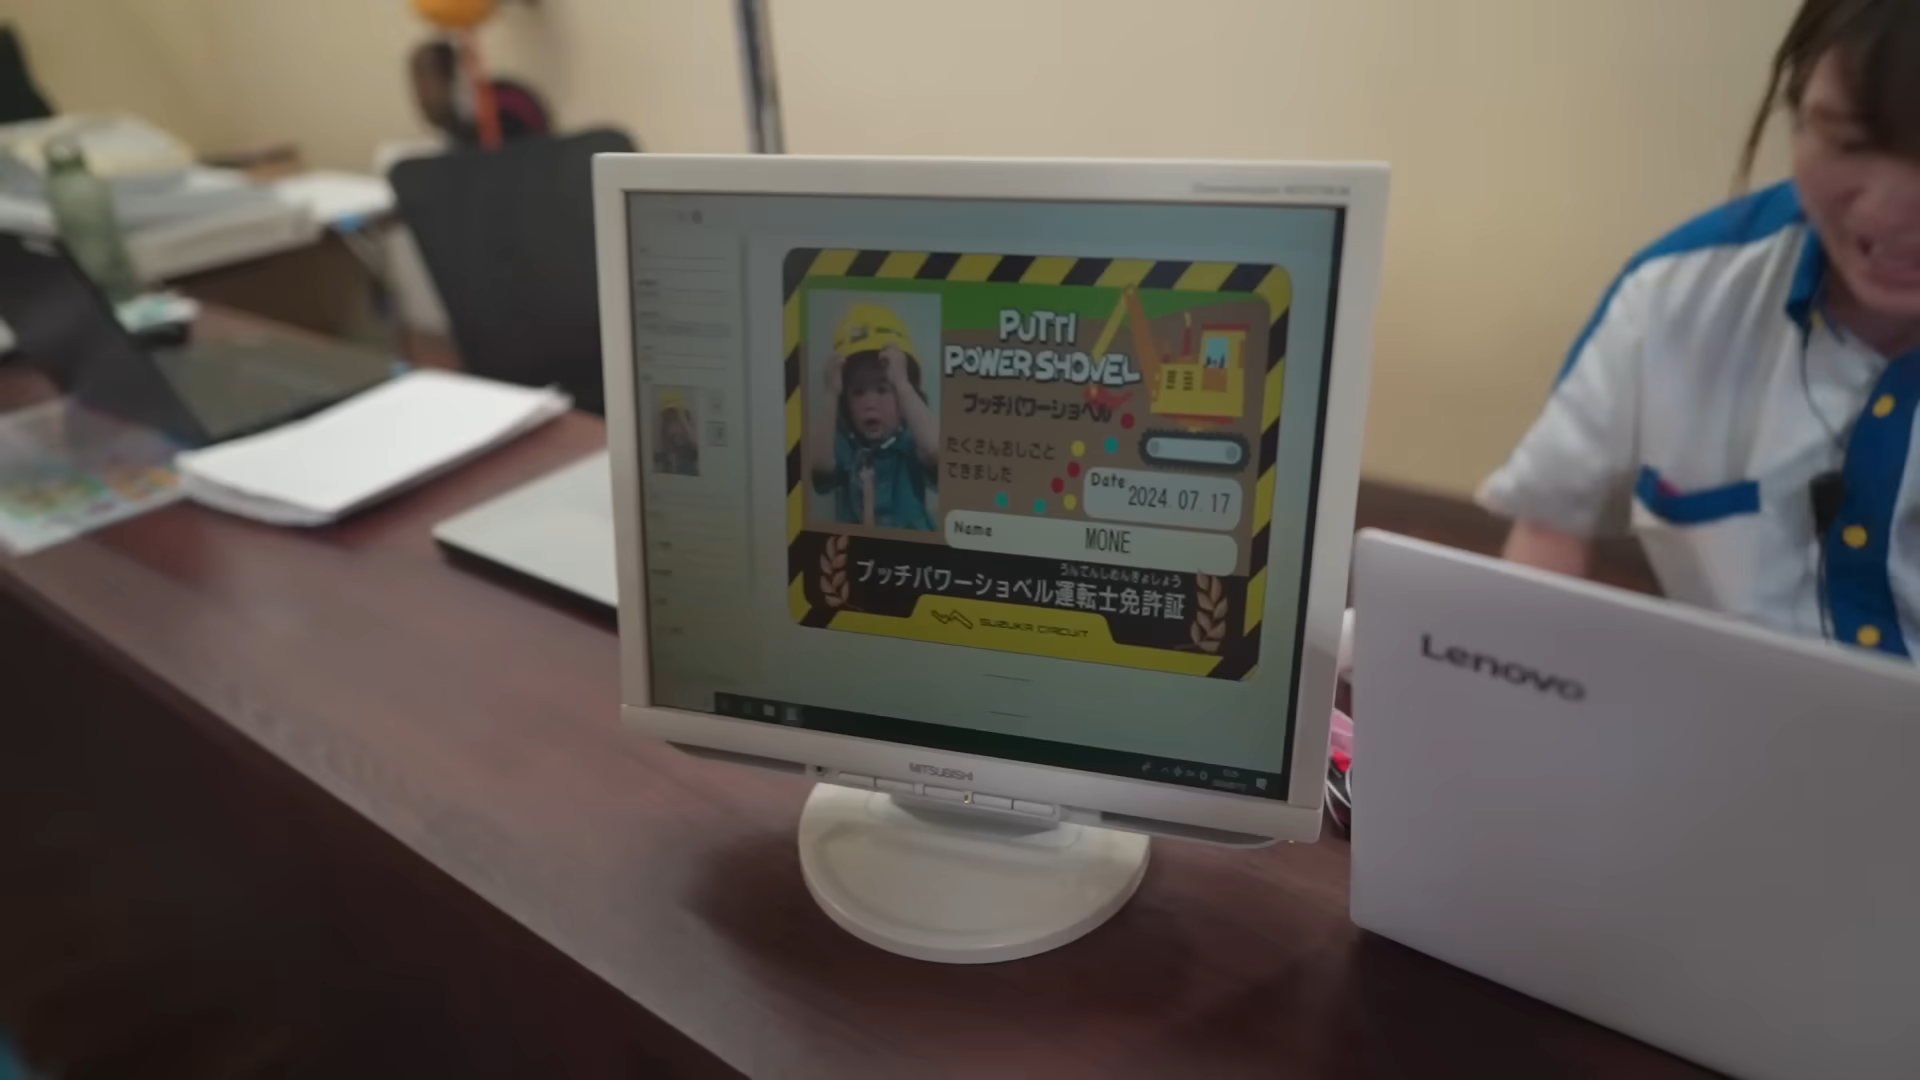 PUTTI
POWER SHOVEL
プッチパワーショベル
たくさんおしごと
できました
Date 2024.07.17
Name MONE
うんてんしめんきょしょう
プッチパワーショベル運転士免許証
SUZUKA CIRCUIT
MITSUBISHI
Lenovo